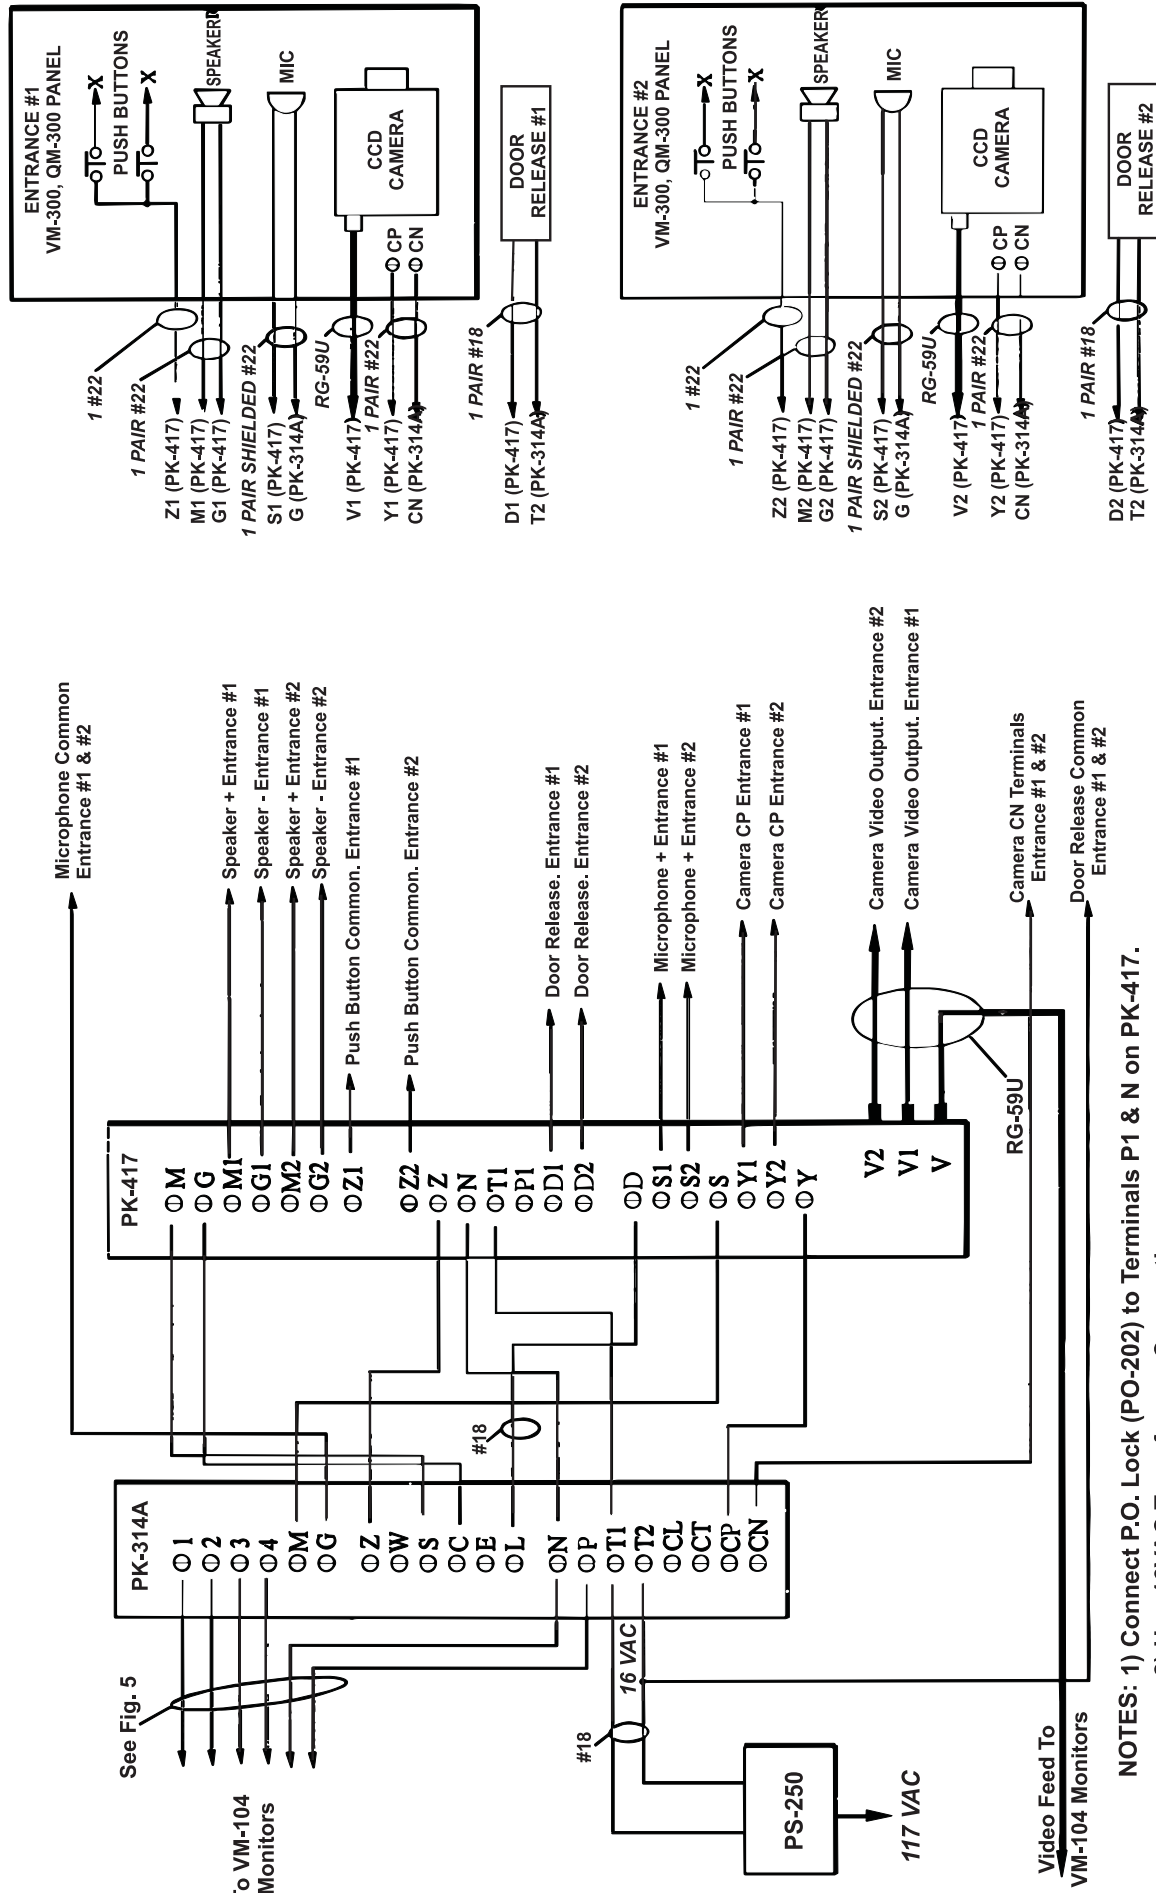 See Fig. 5
To VM-104
Monitors
PK-314A
1
2
3
4
M
G
Z
W
S
C
E
L
N
P
T1
T2
CL
CT
CP
CN
#18
16 VAC
#18
PS-250
117 VAC
Video Feed To
VM-104 Monitors
PK-417
M
G
M1
G1
M2
G2
Z1
Z2
Z
N
T1
P1
D1
D2
D
S1
S2
S
Y1
Y2
Y
V2
V1
V
RG-59U
Microphone Common
Entrance #1 & #2
Speaker + Entrance #1
Speaker - Entrance #1
Speaker + Entrance #2
Speaker - Entrance #2
Push Button Common. Entrance #1
Push Button Common. Entrance #2
Door Release. Entrance #1
Door Release. Entrance #2
Microphone + Entrance #1
Microphone + Entrance #2
Camera CP Entrance #1
Camera CP Entrance #2
Camera Video Output. Entrance #2
Camera Video Output. Entrance #1
Camera CN Terminals
Entrance #1 & #2
Door Release Common
Entrance #1 & #2
ENTRANCE #1
VM-300, QM-300 PANEL
PUSH BUTTONS
X
X
SPEAKER
MIC
CCD
CAMERA
CP
CN
DOOR
RELEASE #1
1 #22
1 PAIR #22
1 PAIR SHIELDED #22
RG-59U
1 PAIR #22
1 PAIR #18
Z1 (PK-417)
M1 (PK-417)
G1 (PK-417)
S1 (PK-417)
G (PK-314A)
V1 (PK-417)
Y1 (PK-417)
CN (PK-314A)
D1 (PK-417)
T2 (PK-314A)
ENTRANCE #2
VM-300, QM-300 PANEL
PUSH BUTTONS
X
X
SPEAKER
MIC
CCD
CAMERA
CP
CN
DOOR
RELEASE #2
1 #22
1 PAIR #22
1 PAIR SHIELDED #22
RG-59U
1 PAIR #22
1 PAIR #18
Z2 (PK-417)
M2 (PK-417)
G2 (PK-417)
S2 (PK-417)
G (PK-314A)
V2 (PK-417)
Y2 (PK-417)
CN (PK-314A)
D2 (PK-417)
T2 (PK-314A)
NOTES: 1) Connect P.O. Lock (PO-202) to Terminals P1 & N on PK-417.